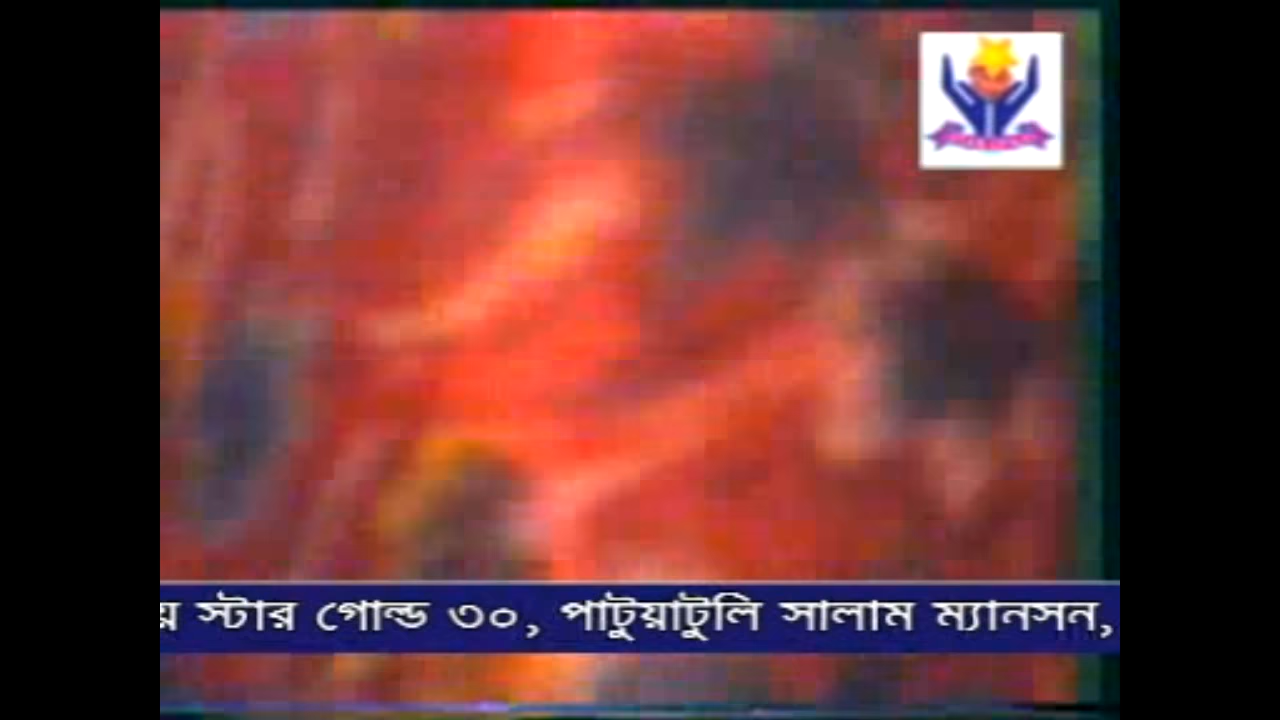 য় স্টার গোল্ড ৩০, পাটুয়াটুলি সালাম ম্যানসন,